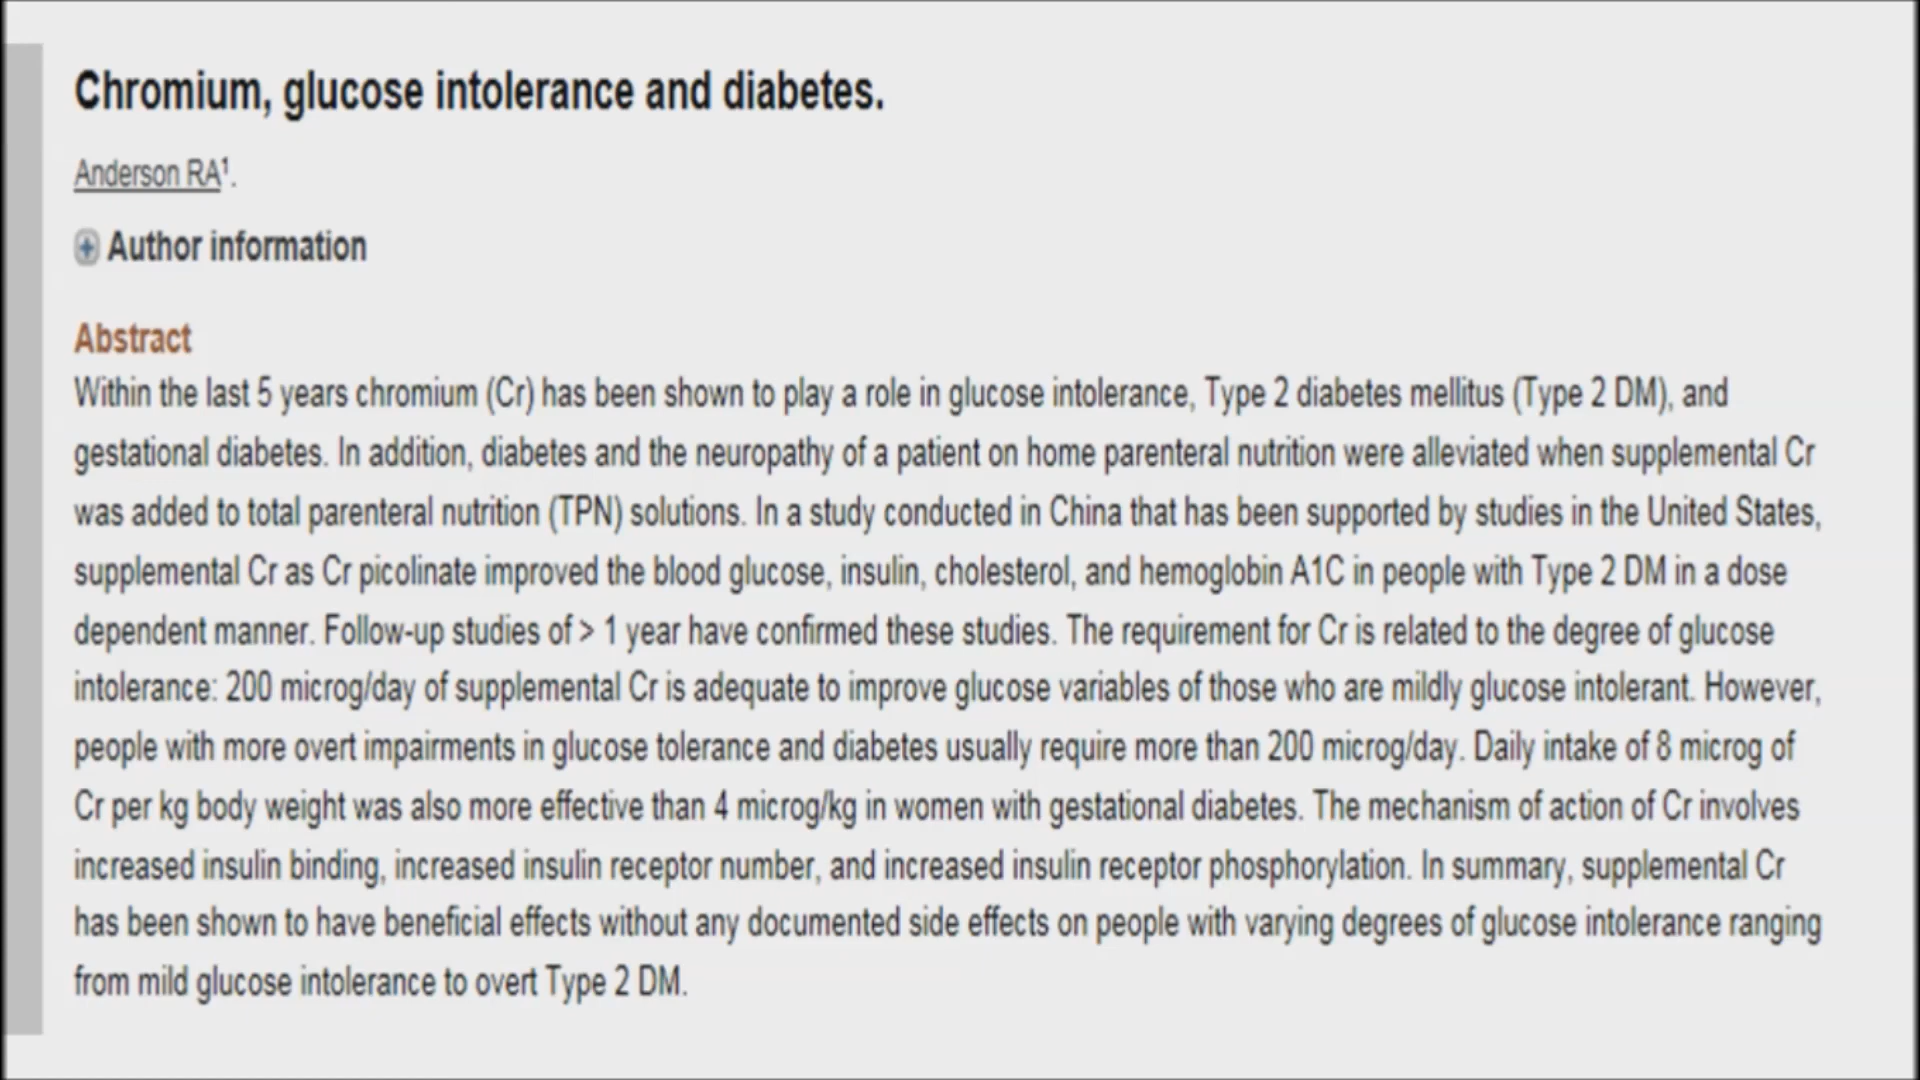 Chromium, glucose intolerance and diabetes.
Anderson RA¹.
Author information
Abstract
Within the last 5 years chromium (Cr) has been shown to play a role in glucose intolerance, Type 2 diabetes mellitus (Type 2 DM), and
gestational diabetes. In addition, diabetes and the neuropathy of a patient on home parenteral nutrition were alleviated when supplemental Cr
was added to total parenteral nutrition (TPN) solutions. In a study conducted in China that has been supported by studies in the United States,
supplemental Cr as Cr picolinate improved the blood glucose, insulin, cholesterol, and hemoglobin A1C in people with Type 2 DM in a dose
dependent manner. Follow-up studies of > 1 year have confirmed these studies. The requirement for Cr is related to the degree of glucose
intolerance: 200 microg/day of supplemental Cr is adequate to improve glucose variables of those who are mildly glucose intolerant. However,
people with more overt impairments in glucose tolerance and diabetes usually require more than 200 microg/day. Daily intake of 8 microg of
Cr per kg body weight was also more effective than 4 microg/kg in women with gestational diabetes. The mechanism of action of Cr involves
increased insulin binding, increased insulin receptor number, and increased insulin receptor phosphorylation. In summary, supplemental Cr
has been shown to have beneficial effects without any documented side effects on people with varying degrees of glucose intolerance ranging
from mild glucose intolerance to overt Type 2 DM.